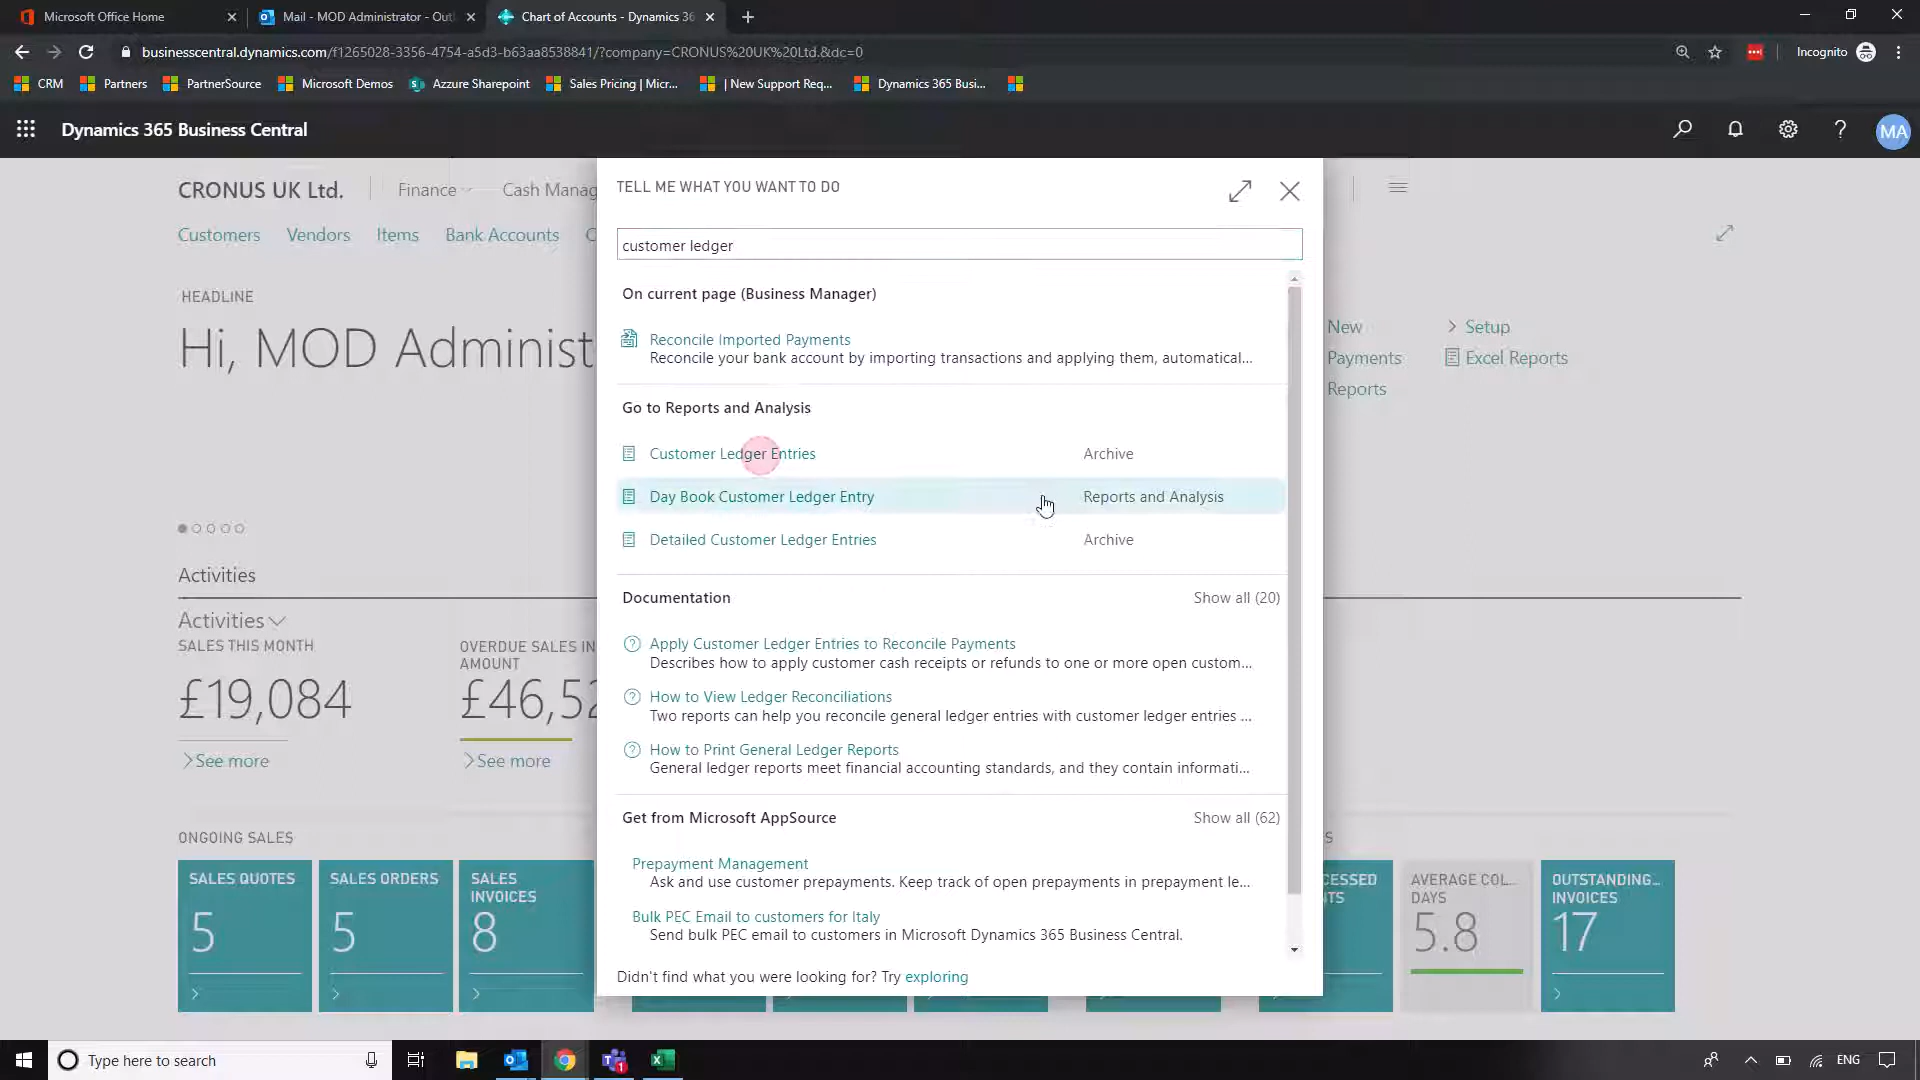 Microsoft Office Home
Mail - MOD Administrator - Outl
Chart of Accounts - Dynamics 36
businesscentral.dynamics.com/f1265028-3356-4754-a5d3-b63aa8538841/?company=CRONUS%20UK%20Ltd.&dc=0
Incognito
CRM
Partners
PartnerSource
Microsoft Demos
Azzure Sharepoint
Sales Pricing | Micr...
| New Support Req...
Dynamics 365 Busi...
Dynamics 365 Business Central
MA
CRONUS UK Ltd.
Finance
Cash Manag
Customers
Vendors
Items
Bank Accounts
C
HEADLINE
Hi, MOD Administ
New
Payments
Reports
Setup
Excel Reports
TELL ME WHAT YOU WANT TO DO
customer ledger
On current page (Business Manager)
Reconcile Imported Payments
Reconcile your bank account by importing transactions and applying them, automatical...
Go to Reports and Analysis
Customer Ledger Entries
Archive
Day Book Customer Ledger Entry
Reports and Analysis
Detailed Customer Ledger Entries
Archive
Documentation
Show all (20)
Apply Customer Ledger Entries to Reconcile Payments
Describes how to apply customer cash receipts or refunds to one or more open custom...
How to View Ledger Reconciliations
Two reports can help you reconcile general ledger entries with customer ledger entries ...
How to Print General Ledger Reports
General ledger reports meet financial accounting standards, and they contain informati...
Get from Microsoft AppSource
Show all (62)
Prepayment Management
Ask and use customer prepayments. Keep track of open prepayments in prepayment le...
Bulk PEC Email to customers for Italy
Send bulk PEC email to customers in Microsoft Dynamics 365 Business Central.
Didn't find what you were looking for? Try exploring
Activities
Activities
SALES THIS MONTH
£19,084
See more
OVERDUE SALES IN
AMOUNT
£46,52
See more
ONGOING SALES
SALES QUOTES
5
SALES ORDERS
5
SALES
INVOICES
8
S
CESSED
TS
AVERAGE COL...
DAYS
5.8
OUTSTANDING...
INVOICES
17
Type here to search
1
ENG